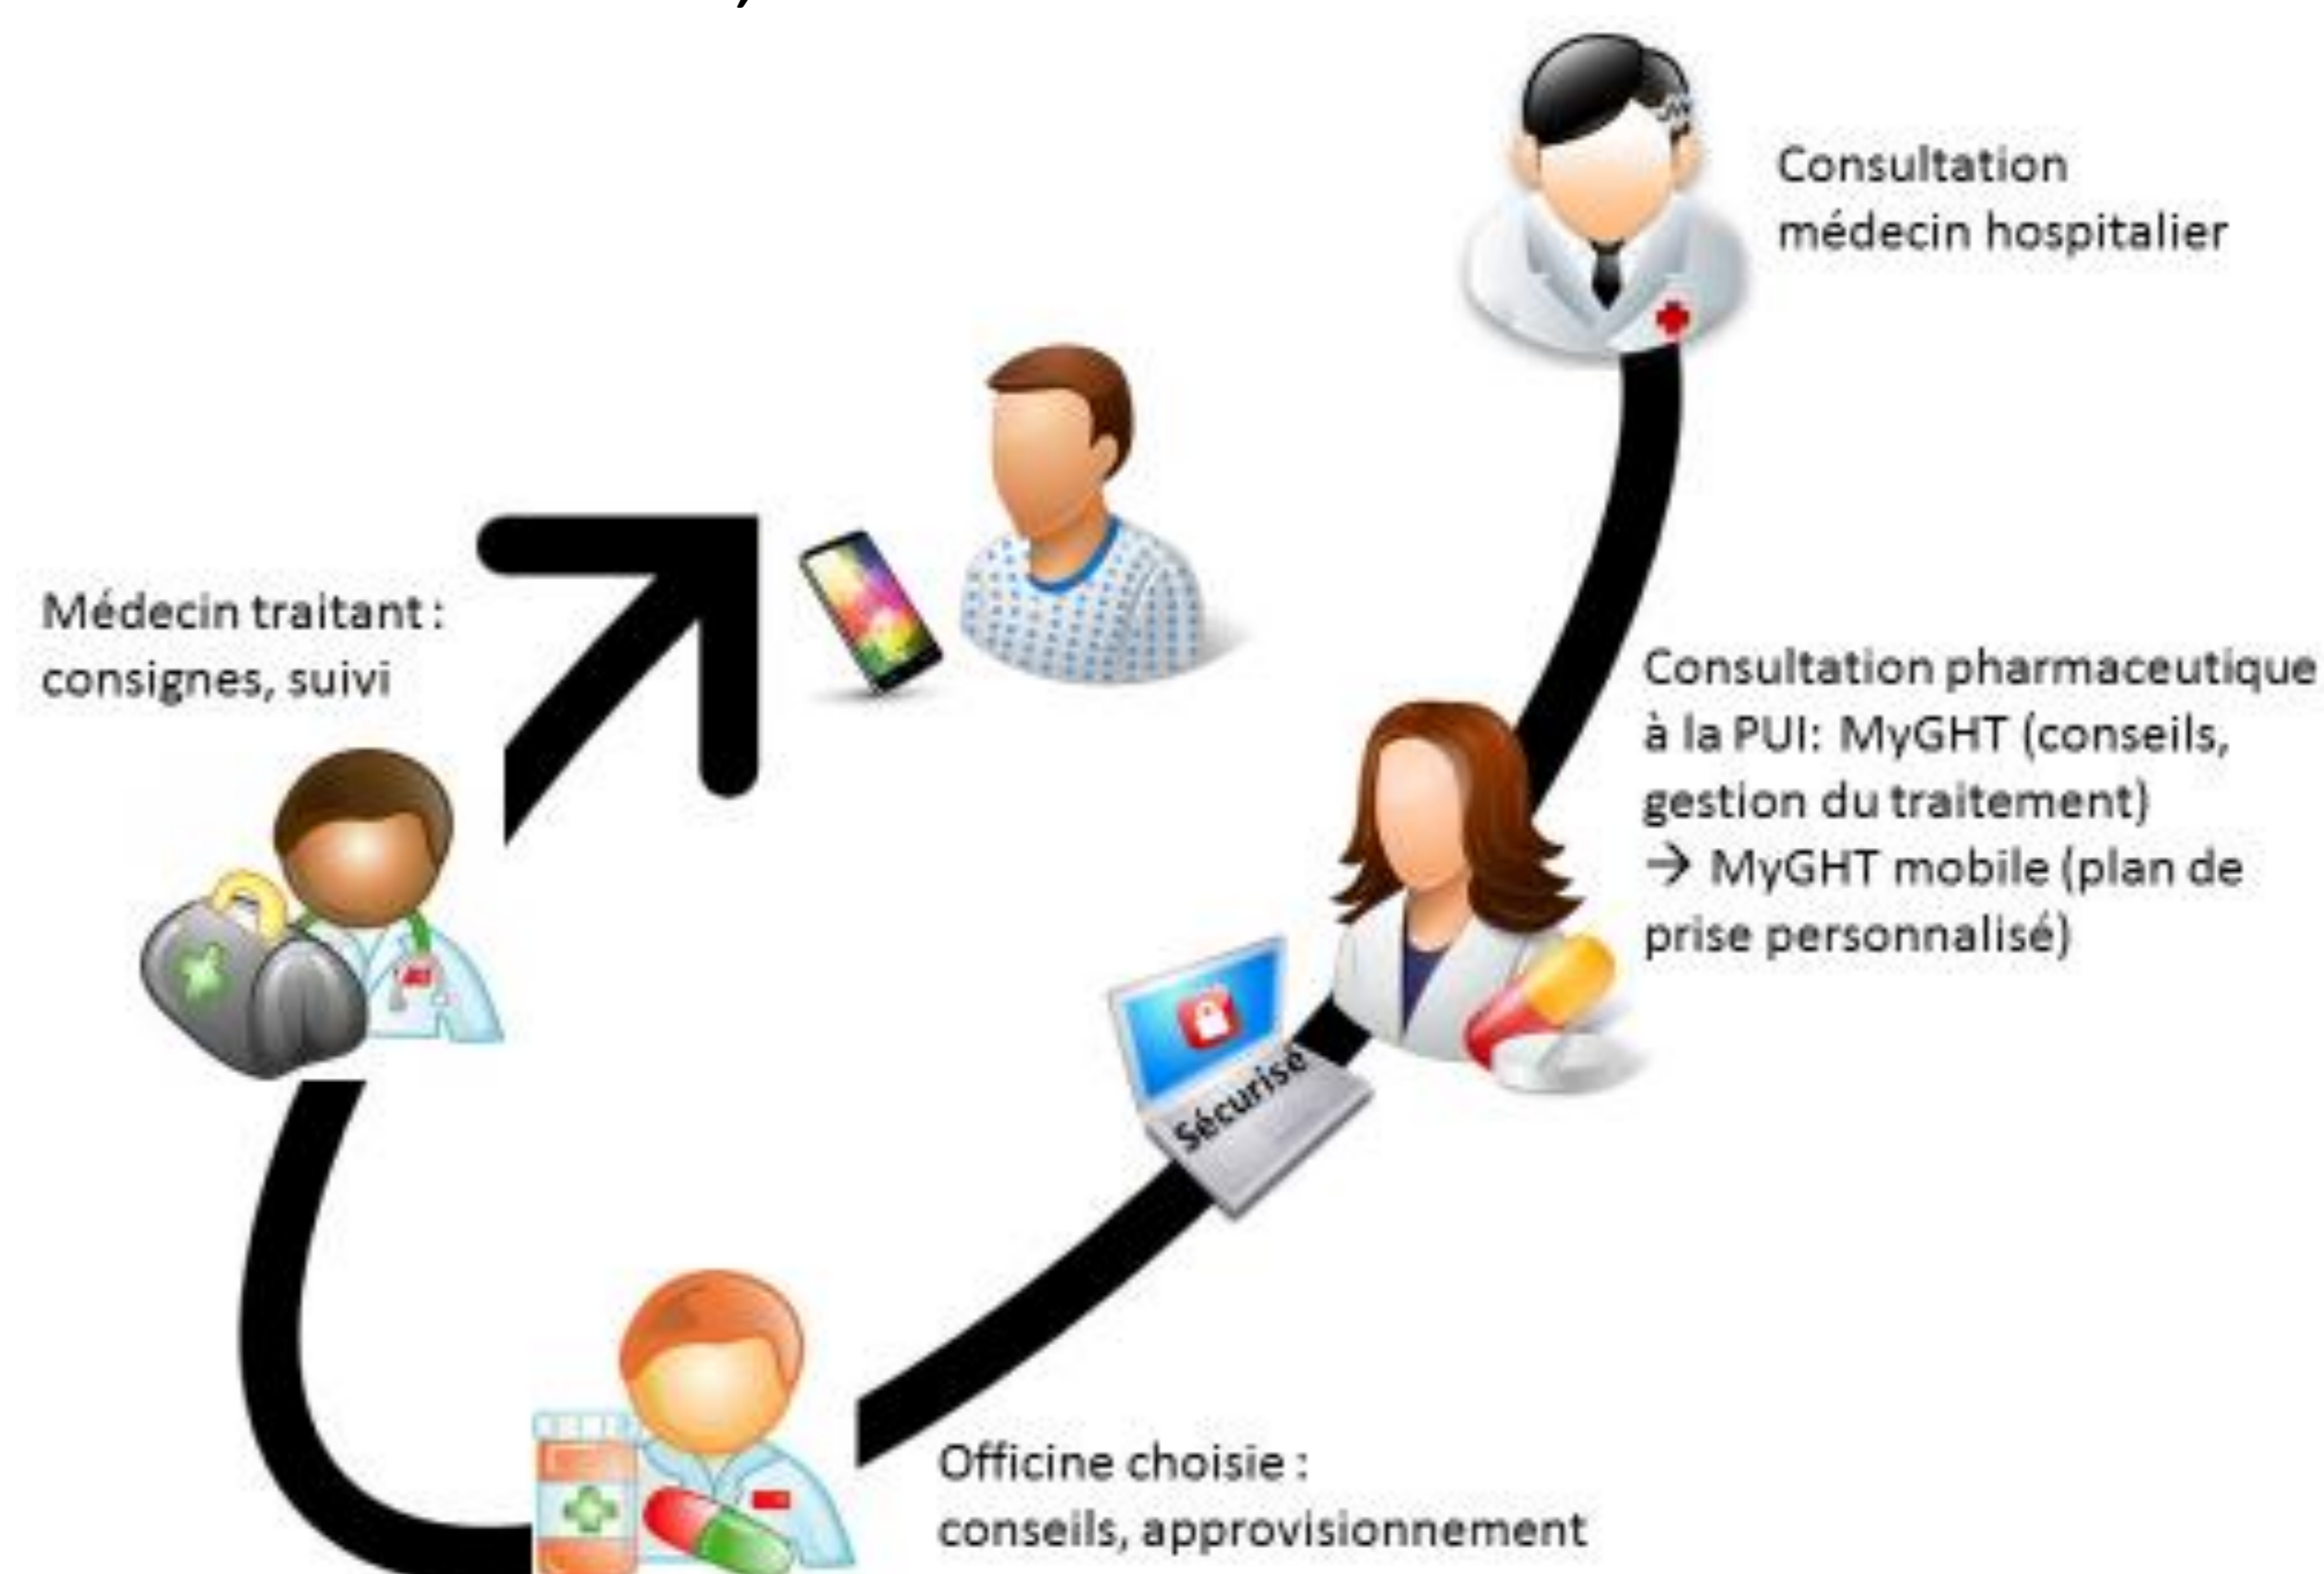 Consultation
médecin hospitalier
Médecin traitant :
consignes, suivi
Consultation pharmaceutique
à la PUI: MyGHT (conseils,
gestion du traitement)
→ MyGHT mobile (plan de
prise personnalisé)
Sécurisé
Officine choisie :
conseils, approvisionnement